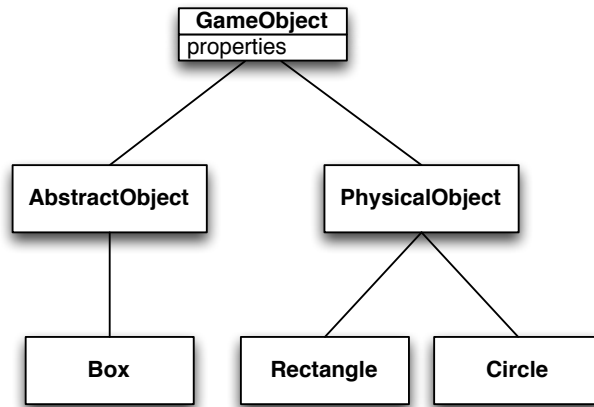 GameObject
properties
AbstractObject
PhysicalObject
Box
Rectangle
Circle